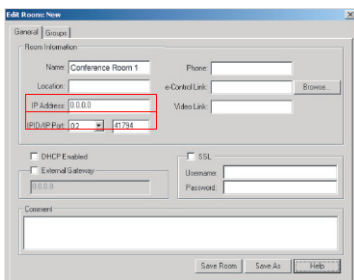 Edit Room: New
General Groups
Room Information
Name: Conference Room 1 Phone:
Location: e-Control Link: Browse...
IP Address: 0.0.0.0 Video Link:
IPID/IP Port: 02 41794
DHCP Enabled SSL
External Gateway Username:
0.0.0.0 Password:
Comment
Save Room Save As Help